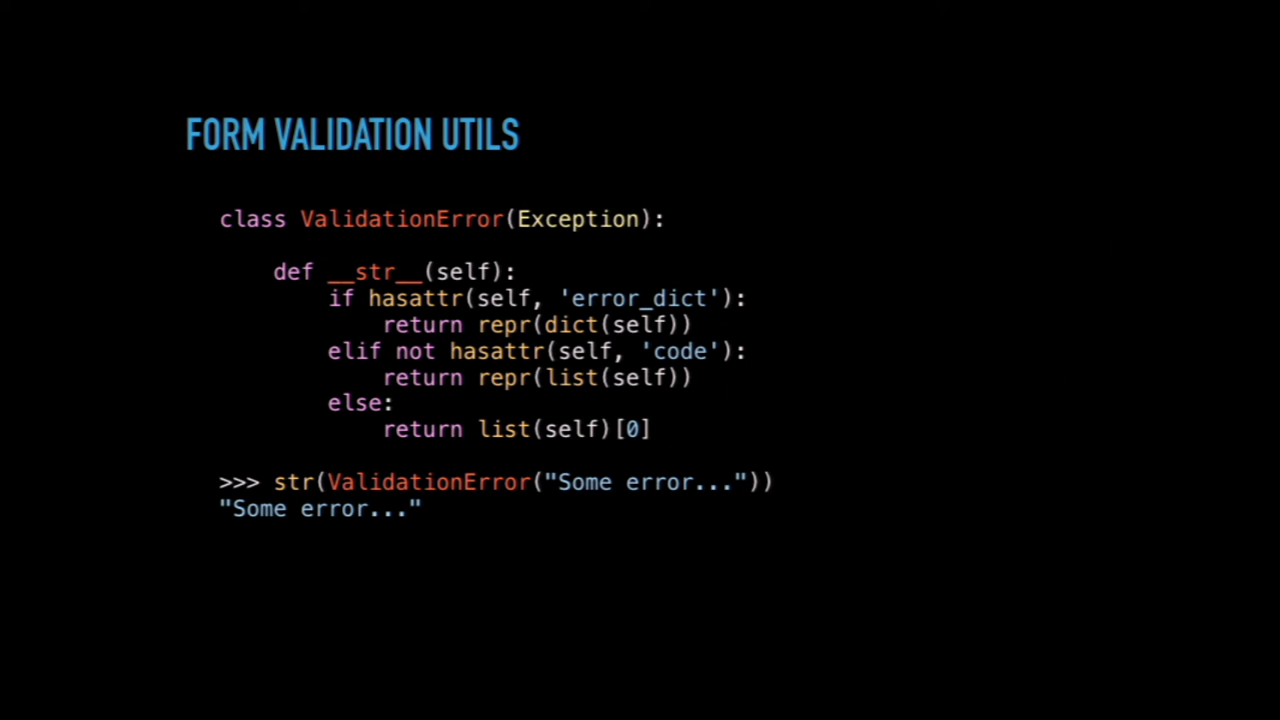 FORM VALIDATION UTILS
class ValidationError(Exception):
    def __str__(self):
        if hasattr(self, 'error_dict'):
            return repr(dict(self))
        elif not hasattr(self, 'code'):
            return repr(list(self))
        else:
            return list(self)[0]
>>> str(ValidationError("Some error..."))
"Some error..."